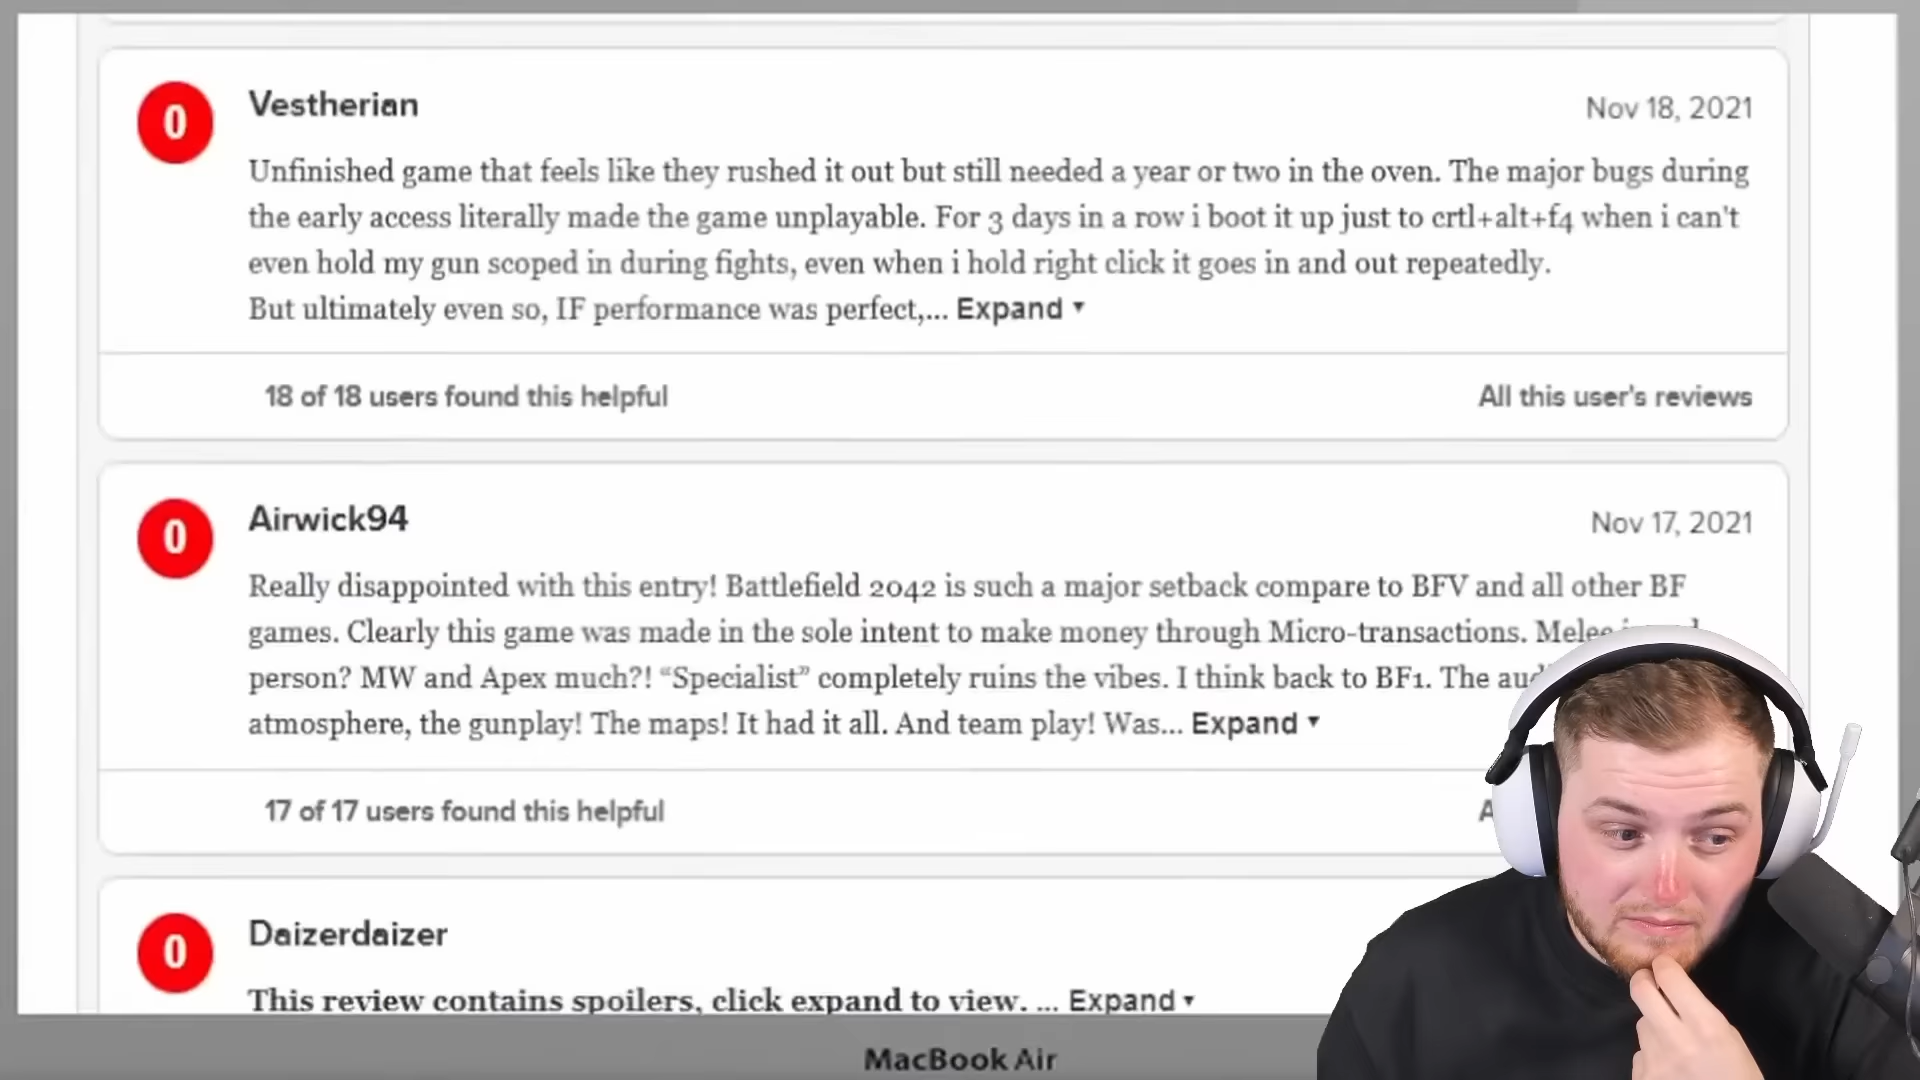 0
Vestherian
Nov 18, 2021
Unfinished game that feels like they rushed it out but still needed a year or two in the oven. The major bugs during
the early access literally made the game unplayable. For 3 days in a row i boot it up just to crtl+alt+f4 when i can't
even hold my gun scoped in during fights, even when i hold right click it goes in and out repeatedly.
But ultimately even so, IF performance was perfect,... Expand ▼
18 of 18 users found this helpful
All this user's reviews
0
Airwick94
Nov 17, 2021
Really disappointed with this entry! Battlefield 2042 is such a major setback compare to BFV and all other BF
games. Clearly this game was made in the sole intent to make money through Micro-transactions. Melee
person? MW and Apex much?! “Specialist” completely ruins the vibes. I think back to BF1. The
atmosphere, the gunplay! The maps! It had it all. And team play! Was... Expand ▼
17 of 17 users found this helpful
0
Daizerdaizer
This review contains spoilers, click expand to view. ... Expand ▼
MacBook Air